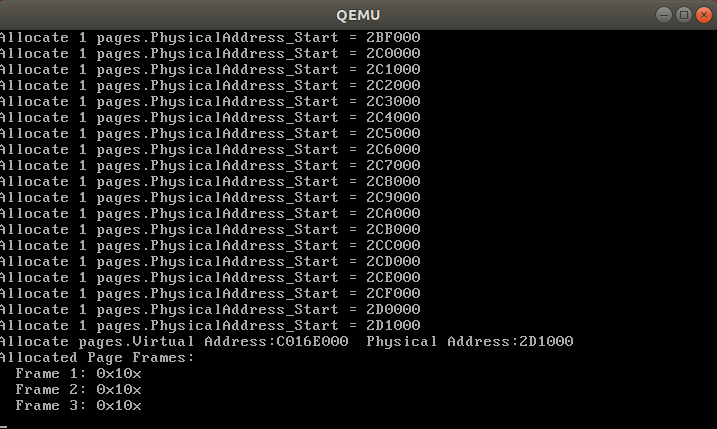 QEMU
Allocate 1 pages.PhysicalAddress_Start = 2BF000
Allocate 1 pages.PhysicalAddress_Start = 2C0000
Allocate 1 pages.PhysicalAddress_Start = 2C1000
Allocate 1 pages.PhysicalAddress_Start = 2C2000
Allocate 1 pages.PhysicalAddress_Start = 2C3000
Allocate 1 pages.PhysicalAddress_Start = 2C4000
Allocate 1 pages.PhysicalAddress_Start = 2C5000
Allocate 1 pages.PhysicalAddress_Start = 2C6000
Allocate 1 pages.PhysicalAddress_Start = 2C7000
Allocate 1 pages.PhysicalAddress_Start = 2C8000
Allocate 1 pages.PhysicalAddress_Start = 2C9000
Allocate 1 pages.PhysicalAddress_Start = 2CA000
Allocate 1 pages.PhysicalAddress_Start = 2CB000
Allocate 1 pages.PhysicalAddress_Start = 2CC000
Allocate 1 pages.PhysicalAddress_Start = 2CD000
Allocate 1 pages.PhysicalAddress_Start = 2CE000
Allocate 1 pages.PhysicalAddress_Start = 2CF000
Allocate 1 pages.PhysicalAddress_Start = 2D0000
Allocate 1 pages.PhysicalAddress_Start = 2D1000
Allocate pages.Virtual Address:C016E000  Physical Address:2D1000
Allocated Page Frames:
  Frame 1: 0x10x
  Frame 2: 0x10x
  Frame 3: 0x10x